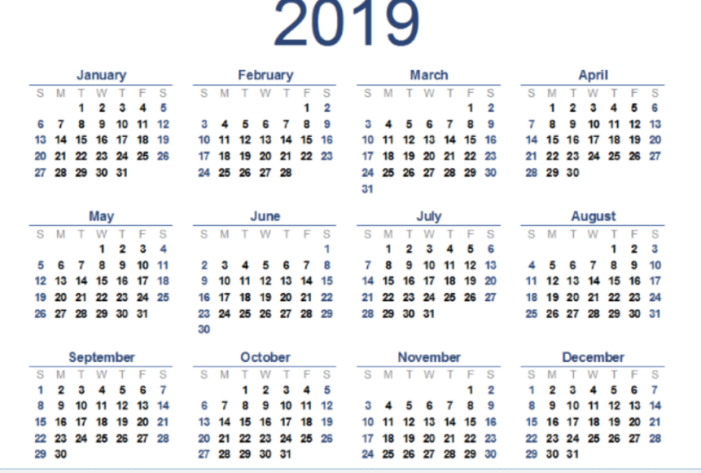 2019
January February March April
S M T W T F S S M T W T F S S M T W T F S S M T W T F S
1 2 3 4 5 1 2 1 2 1 2 3 4 5 6
6 7 8 9 10 11 12 3 4 5 6 7 8 9 3 4 5 6 7 8 9 7 8 9 10 11 12 13
13 14 15 16 17 18 19 10 11 12 13 14 15 16 10 11 12 13 14 15 16 14 15 16 17 18 19 20
20 21 22 23 24 25 26 17 18 19 20 21 22 23 17 18 19 20 21 22 23 21 22 23 24 25 26 27
27 28 29 30 31 24 25 26 27 28 24 25 26 27 28 29 30 28 29 30
31
May June July August
S M T W T F S S M T W T F S S M T W T F S S M T W T F S
1 2 3 4 1 1 2 3 4 5 6 1 2 3
5 6 7 8 9 10 11 2 3 4 5 6 7 8 7 8 9 10 11 12 13 4 5 6 7 8 9 10
12 13 14 15 16 17 18 9 10 11 12 13 14 15 14 15 16 17 18 19 20 11 12 13 14 15 16 17
19 20 21 22 23 24 25 16 17 18 19 20 21 22 21 22 23 24 25 26 27 18 19 20 21 22 23 24
26 27 28 29 30 31 23 24 25 26 27 28 29 28 29 30 31 25 26 27 28 29 30 31
30
September October November December
S M T W T F S S M T W T F S S M T W T F S S M T W T F S
1 2 3 4 5 6 7 1 2 3 4 5 1 2 1 2 3 4 5 6 7
8 9 10 11 12 13 14 6 7 8 9 10 11 12 3 4 5 6 7 8 9 8 9 10 11 12 13 14
15 16 17 18 19 20 21 13 14 15 16 17 18 19 10 11 12 13 14 15 16 15 16 17 18 19 20 21
22 23 24 25 26 27 28 20 21 22 23 24 25 26 17 18 19 20 21 22 23 22 23 24 25 26 27 28
29 30 27 28 29 30 31 24 25 26 27 28 29 30 29 30 31